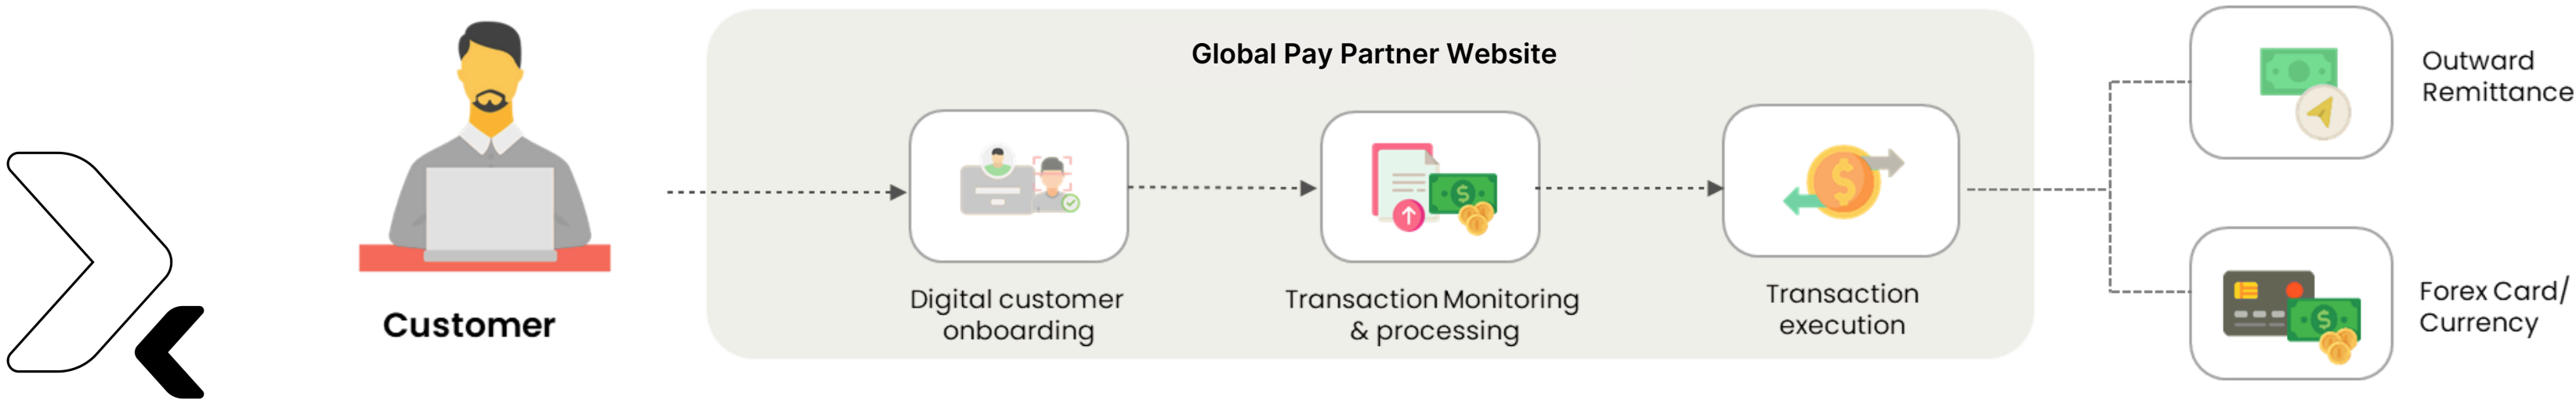 Global Pay Partner Website
Customer
Digital customer
onboarding
Transaction Monitoring
& processing
Transaction
execution
Outward
Remittance
Forex Card/
Currency